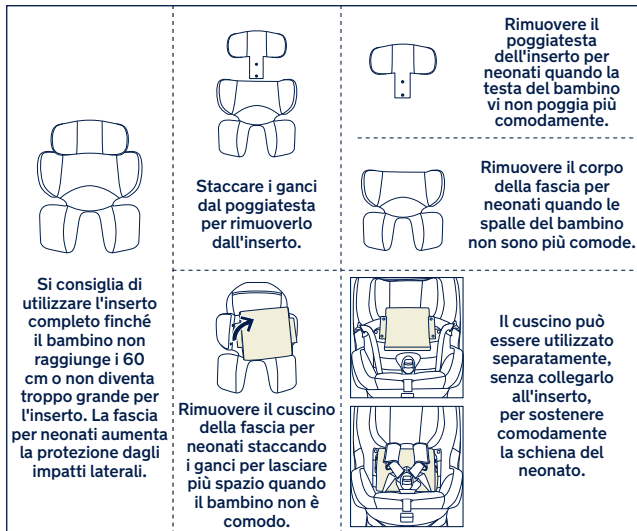 Si consiglia di
utilizzare l'inserto
completo finché
il bambino non
raggiunge i 60
cm o non diventa
troppo grande per
l'inserto. La fascia
per neonati aumenta
la protezione dagli
impatti laterali.
Staccare i ganci
dal poggiatesta
per rimuoverlo
dall'inserto.
Rimuovere il cuscino
della fascia per
neonati staccando
i ganci per lasciare
più spazio quando
il bambino non è
comodo.
Rimuovere il
poggiatesta
dell'inserto per
neonati quando la
testa del bambino
vi non poggia più
comodamente.
Rimuovere il corpo
della fascia per
neonati quando le
spalle del bambino
non sono più comode.
Il cuscino può
essere utilizzato
separatamente,
senza collegarlo
all'inserto,
per sostenere
comodamente
la schiena del
neonato.